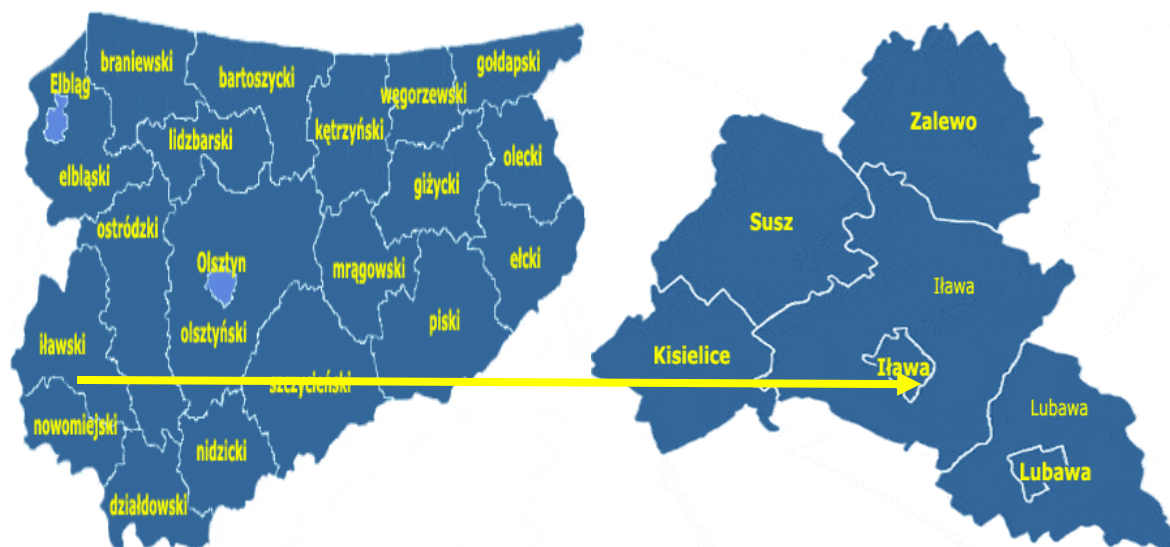 braniewski
gołdapski
Elbląg
bartoszycki
węgorzewski
kętrzyński
lidzbarski
olecki
elbląski
giżycki
ostródzki
Olsztyn
mrągowski
ełcki
piski
olsztyński
iławski
szczycieński
nowomiejski
nidzicki
działdowski
Zalewo
Susz
Iława
Kisielice
Iława
Lubawa
Lubawa